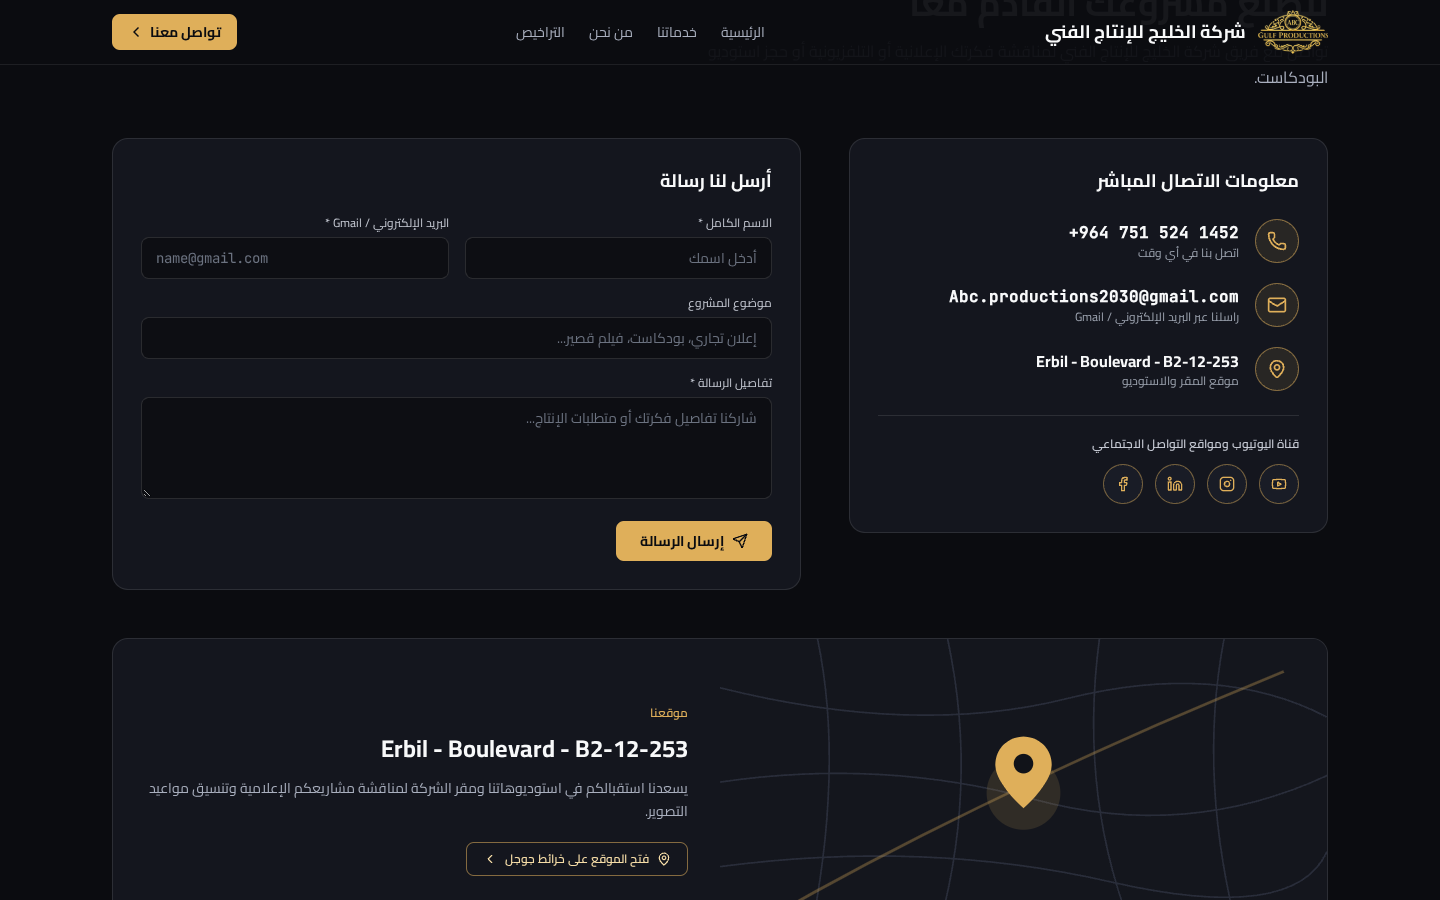 شركة الخليج للإنتاج الفني
ABC
GULF PRODUCTIONS
الرئيسية
خدماتنا
من نحن
التراخيص
تواصل معنا
البودكاست.
معلومات الاتصال المباشر
+964 751 524 1452
اتصل بنا في أي وقت
Abc.productions2030@gmail.com
راسلنا عبر البريد الإلكتروني / Gmail
Erbil - Boulevard - B2-12-253
موقع المقر والاستوديو
قناة اليوتيوب ومواقع التواصل الاجتماعي
أرسل لنا رسالة
الاسم الكامل *
أدخل اسمك
البريد الإلكتروني / Gmail *
name@gmail.com
موضوع المشروع
إعلان تجاري، بودكاست، فيلم قصير...
تفاصيل الرسالة *
شاركنا تفاصيل فكرتك أو متطلبات الإنتاج...
إرسال الرسالة
موقعنا
Erbil - Boulevard - B2-12-253
يسعدنا استقبالكم في استوديوهاتنا ومقر الشركة لمناقشة مشاريعكم الإعلامية وتنسيق مواعيد
التصوير.
فتح الموقع على خرائط جوجل